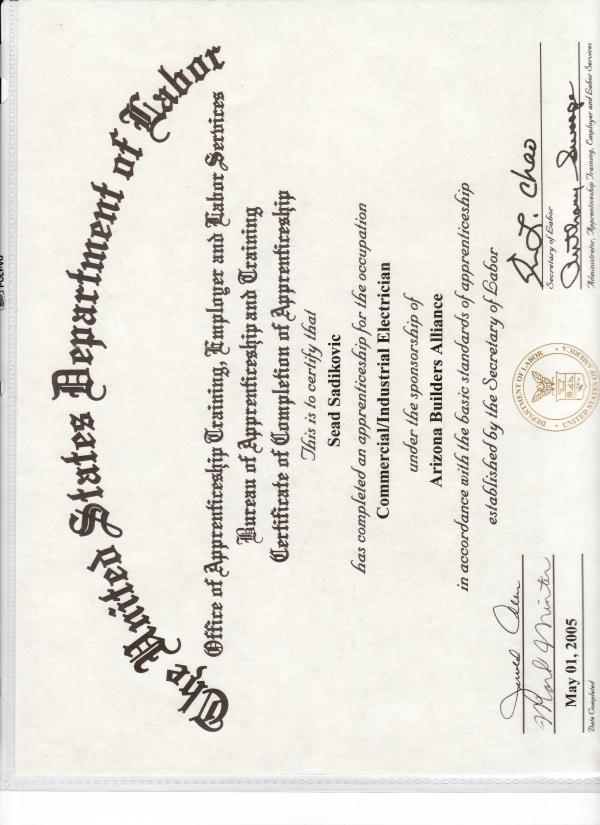 The United States Department of Labor
Office of Apprenticeship Training, Employer and Labor Services
Bureau of Apprenticeship and Training
Certificate of Completion of Apprenticeship
This is to certify that
Sead Sadikovic
has completed an apprenticeship for the occupation
Commercial/Industrial Electrician
under the sponsorship of
Arizona Builders Alliance
in accordance with the basic standards of apprenticeship
established by the Secretary of Labor
May 01, 2005
Date Completed
DEPARTMENT OF LABOR
UNITED STATES OF AMERICA
E. L. Chao
Secretary of Labor
Administrator, Apprenticeship Training, Employer and Labor Services